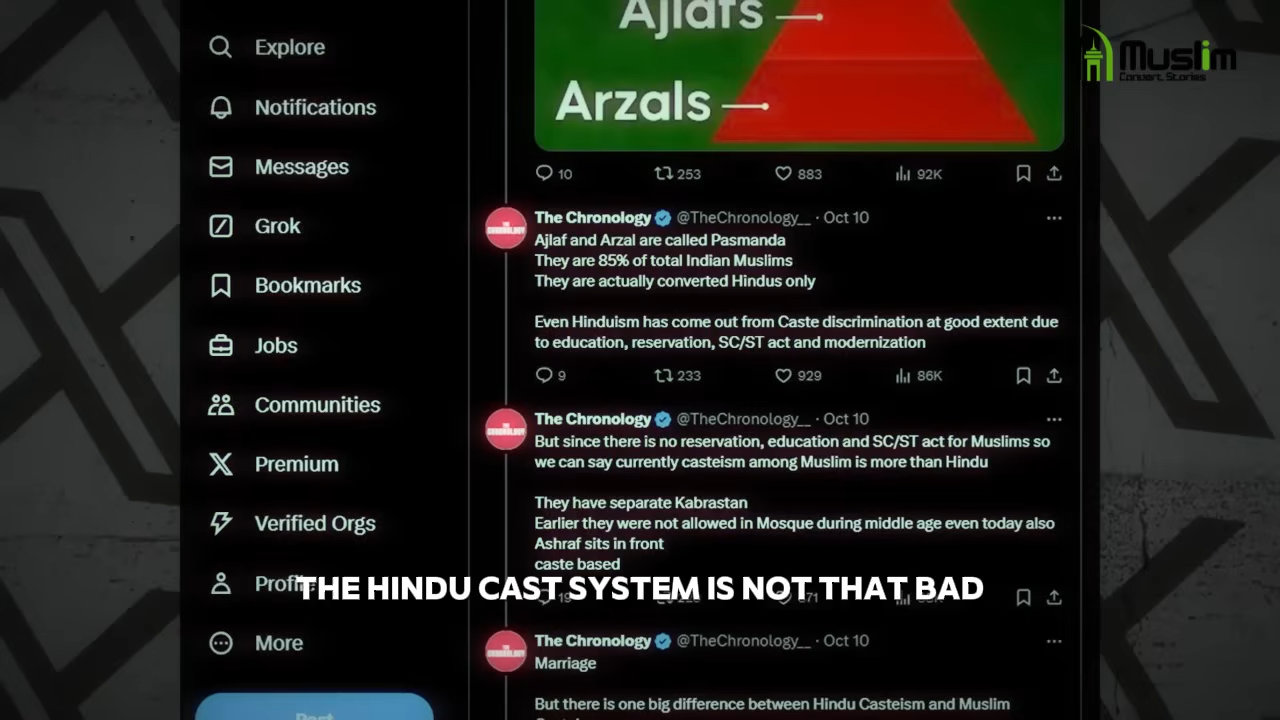 Explore
Notifications
Messages
Grok
Bookmarks
Jobs
Communities
Premium
Verified Orgs
Profile
More
Post
Muslim
Convert Stories
Ajlafs
Arzals
10 253 883 92K
The Chronology @TheChronology__ · Oct 10
Ajlaf and Arzal are called Pasmanda
They are 85% of total Indian Muslims
They are actually converted Hindus only
Even Hinduism has come out from Caste discrimination at good extent due
to education, reservation, SC/ST act and modernization
9 233 929 86K
The Chronology @TheChronology__ · Oct 10
But since there is no reservation, education and SC/ST act for Muslims so
we can say currently casteism among Muslim is more than Hindu
They have separate Kabrastan
Earlier they were not allowed in Mosque during middle age even today also
Ashraf sits in front
caste based
THE HINDU CAST SYSTEM IS NOT THAT BAD
The Chronology @TheChronology__ · Oct 10
Marriage
But there is one big difference between Hindu Casteism and Muslim